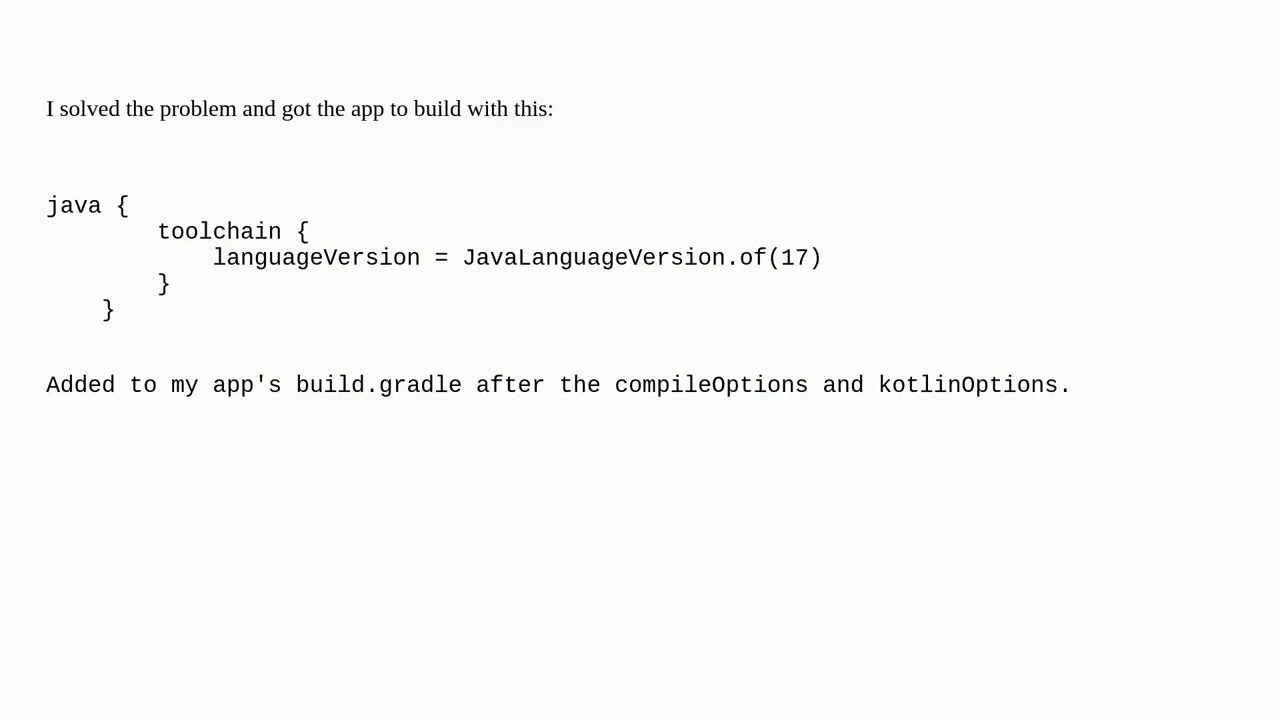 I solved the problem and got the app to build with this:
java {
        toolchain {
            languageVersion = JavaLanguageVersion.of(17)
        }
    }
Added to my app's build.gradle after the compileOptions and kotlinOptions.